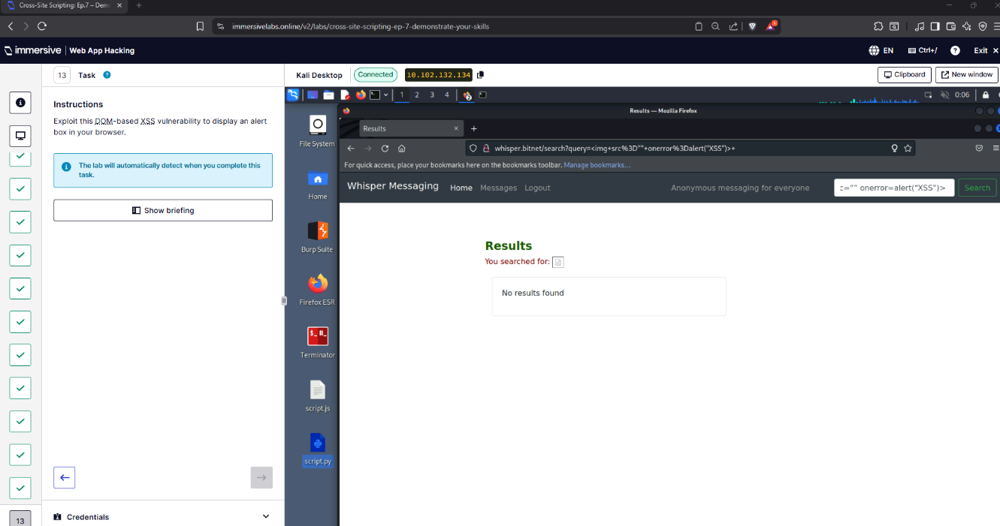 Cross-Site Scripting: Ep.7 – Dem
immersivelabs.online/v2/labs/cross-site-scripting-ep-7-demonstrate-your-skills
immersive | Web App Hacking
EN
Ctrl+/
Exit
13
Task
Kali Desktop
Connected
10.102.132.134
Clipboard
New window
Instructions
Exploit this DOM-based XSS vulnerability to display an alert
box in your browser.
The lab will automatically detect when you complete this
task.
Show briefing
Credentials
13
1 2 3 4
0:06
Results — Mozilla Firefox
Results
whisper.bitnet/search?query=<img+src%3D""+onerror%3Dalert(“XSS”)>+
For quick access, place your bookmarks here on the bookmarks toolbar. Manage bookmarks...
Whisper Messaging
Home
Messages
Logout
Anonymous messaging for everyone
c=”” onerror=alert(“XSS”)>
Search
Results
You searched for:
No results found
File System
Home
Burp Suite
Firefox ESR
$_ #_
Terminator
script.js
script.py